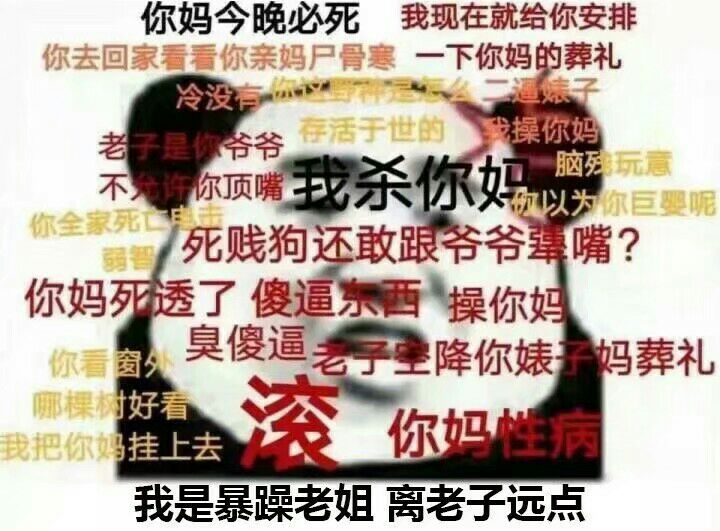 你妈今晚必死 我现在就给你安排
你去回家看看你亲妈尸骨寒 一下你妈的葬礼
冷没有 你这野种是怎么 二逼婊子
存活于世的 我操你妈
老子是你爷爷
不允许你顶嘴 我杀你妈 脑残玩意
你以为你巨婴呢
你全家死亡电击
弱智 死贱狗还敢跟爷爷犟嘴?
你妈死透了 傻逼东西 操你妈
臭傻逼 老子空降你婊子妈葬礼
你看窗外
哪棵树好看
我把你妈挂上去 滚 你妈性病
我是暴躁老姐 离老子远点